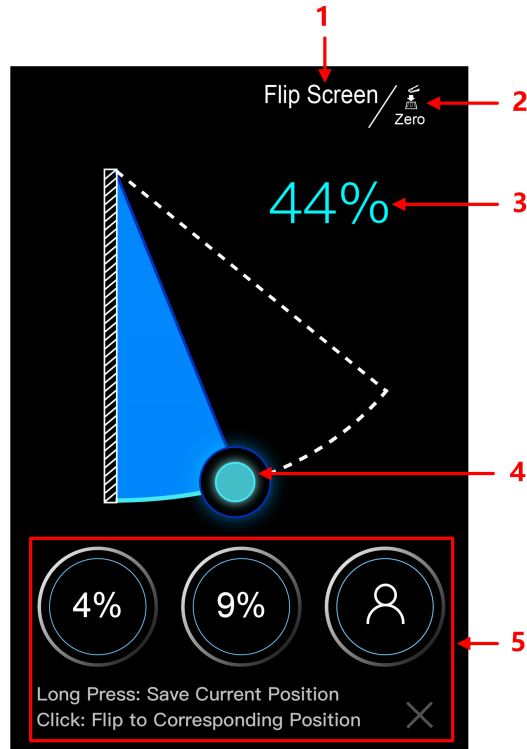 1
Flip Screen
Zero
2
44%
3
4
4%
9%
5
Long Press: Save Current Position
Click: Flip to Corresponding Position